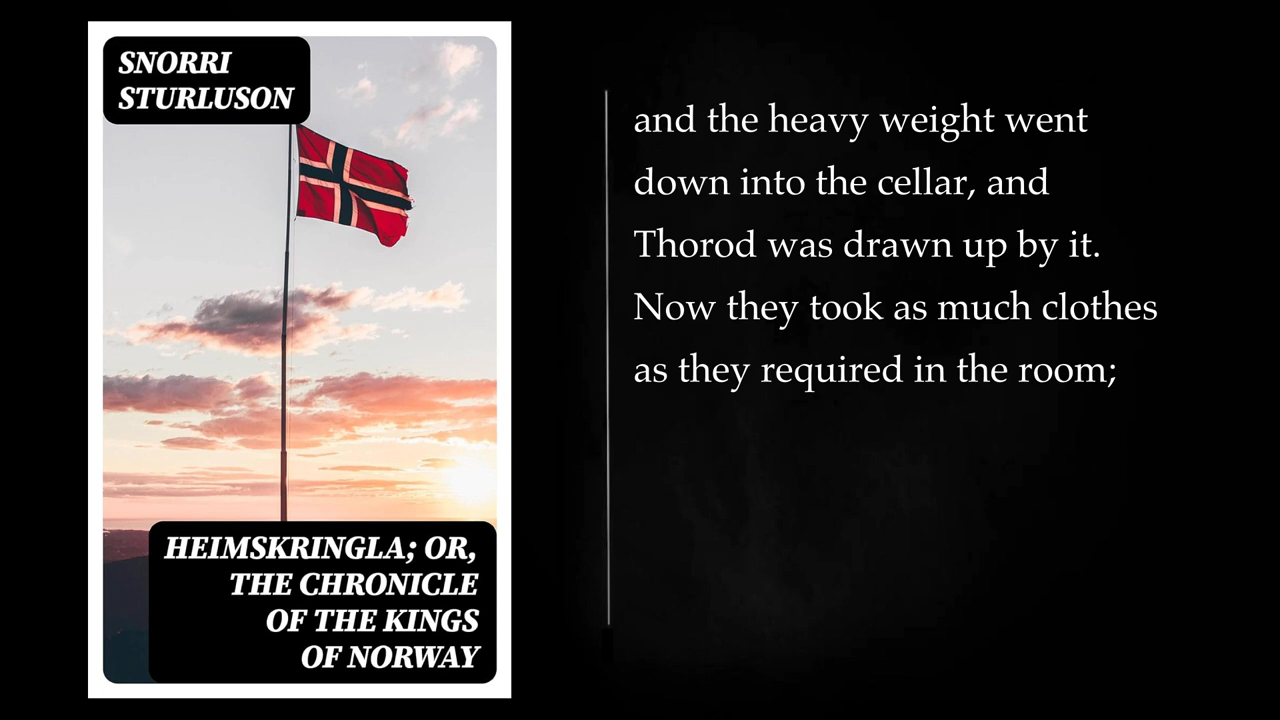 SNORRI
STURLUSON
HEIMSKRINGLA; OR,
THE CHRONICLE
OF THE KINGS
OF NORWAY
and the heavy weight went
down into the cellar, and
Thorod was drawn up by it.
Now they took as much clothes
as they required in the room;